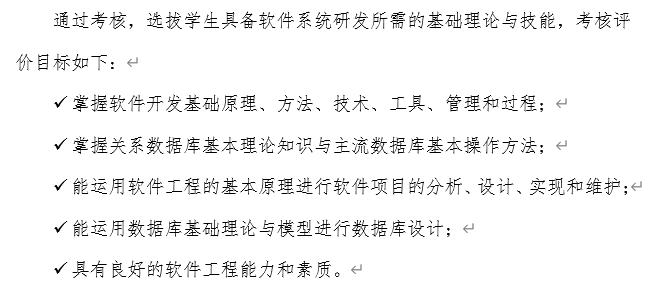 通过考核，选拔学生具备软件系统研发所需的基础理论与技能，考核评
价目标如下：↵
✓掌握软件开发基础原理、方法、技术、工具、管理和过程；↵
✓掌握关系数据库基本理论知识与主流数据库基本操作方法；↵
✓能运用软件工程的基本原理进行软件项目的分析、设计、实现和维护；↵
✓能运用数据库基础理论与模型进行数据库设计；↵
✓具有良好的软件工程能力和素质。↵